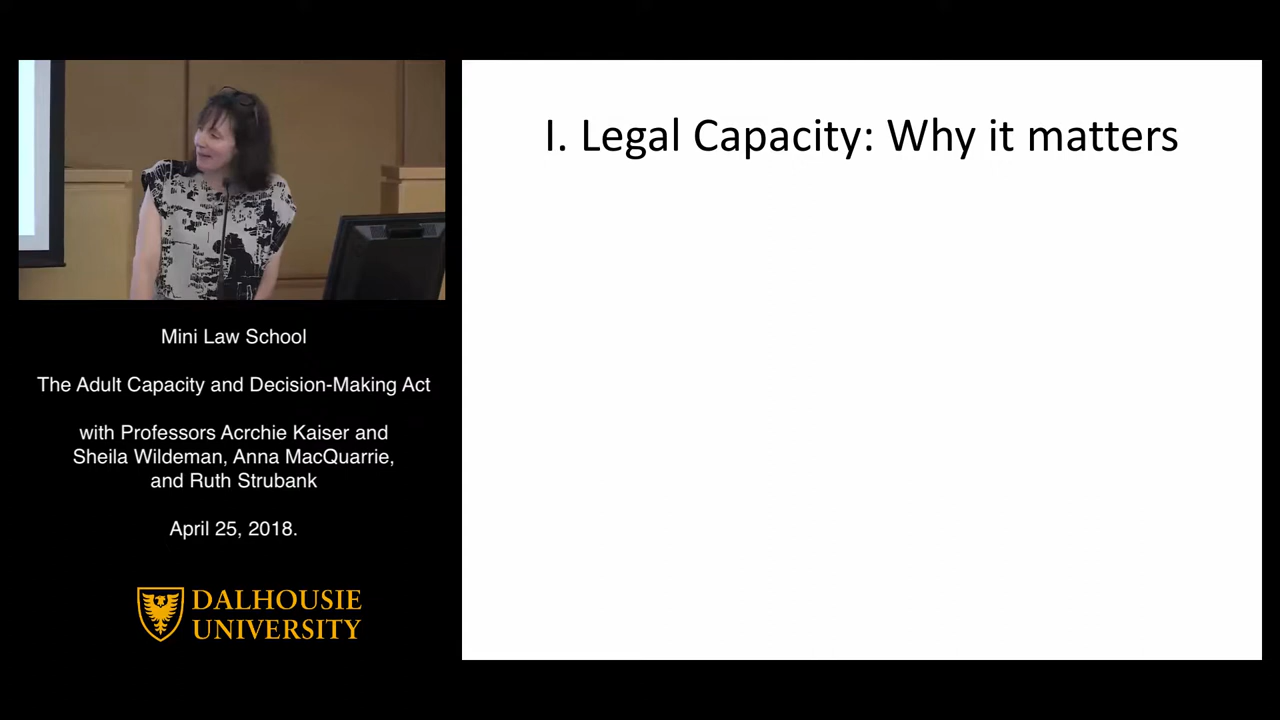 I. Legal Capacity: Why it matters
Mini Law School
The Adult Capacity and Decision-Making Act
with Professors Acrchie Kaiser and
Sheila Wildeman, Anna MacQuarrie,
and Ruth Strubank
April 25, 2018.
DALHOUSIE
UNIVERSITY